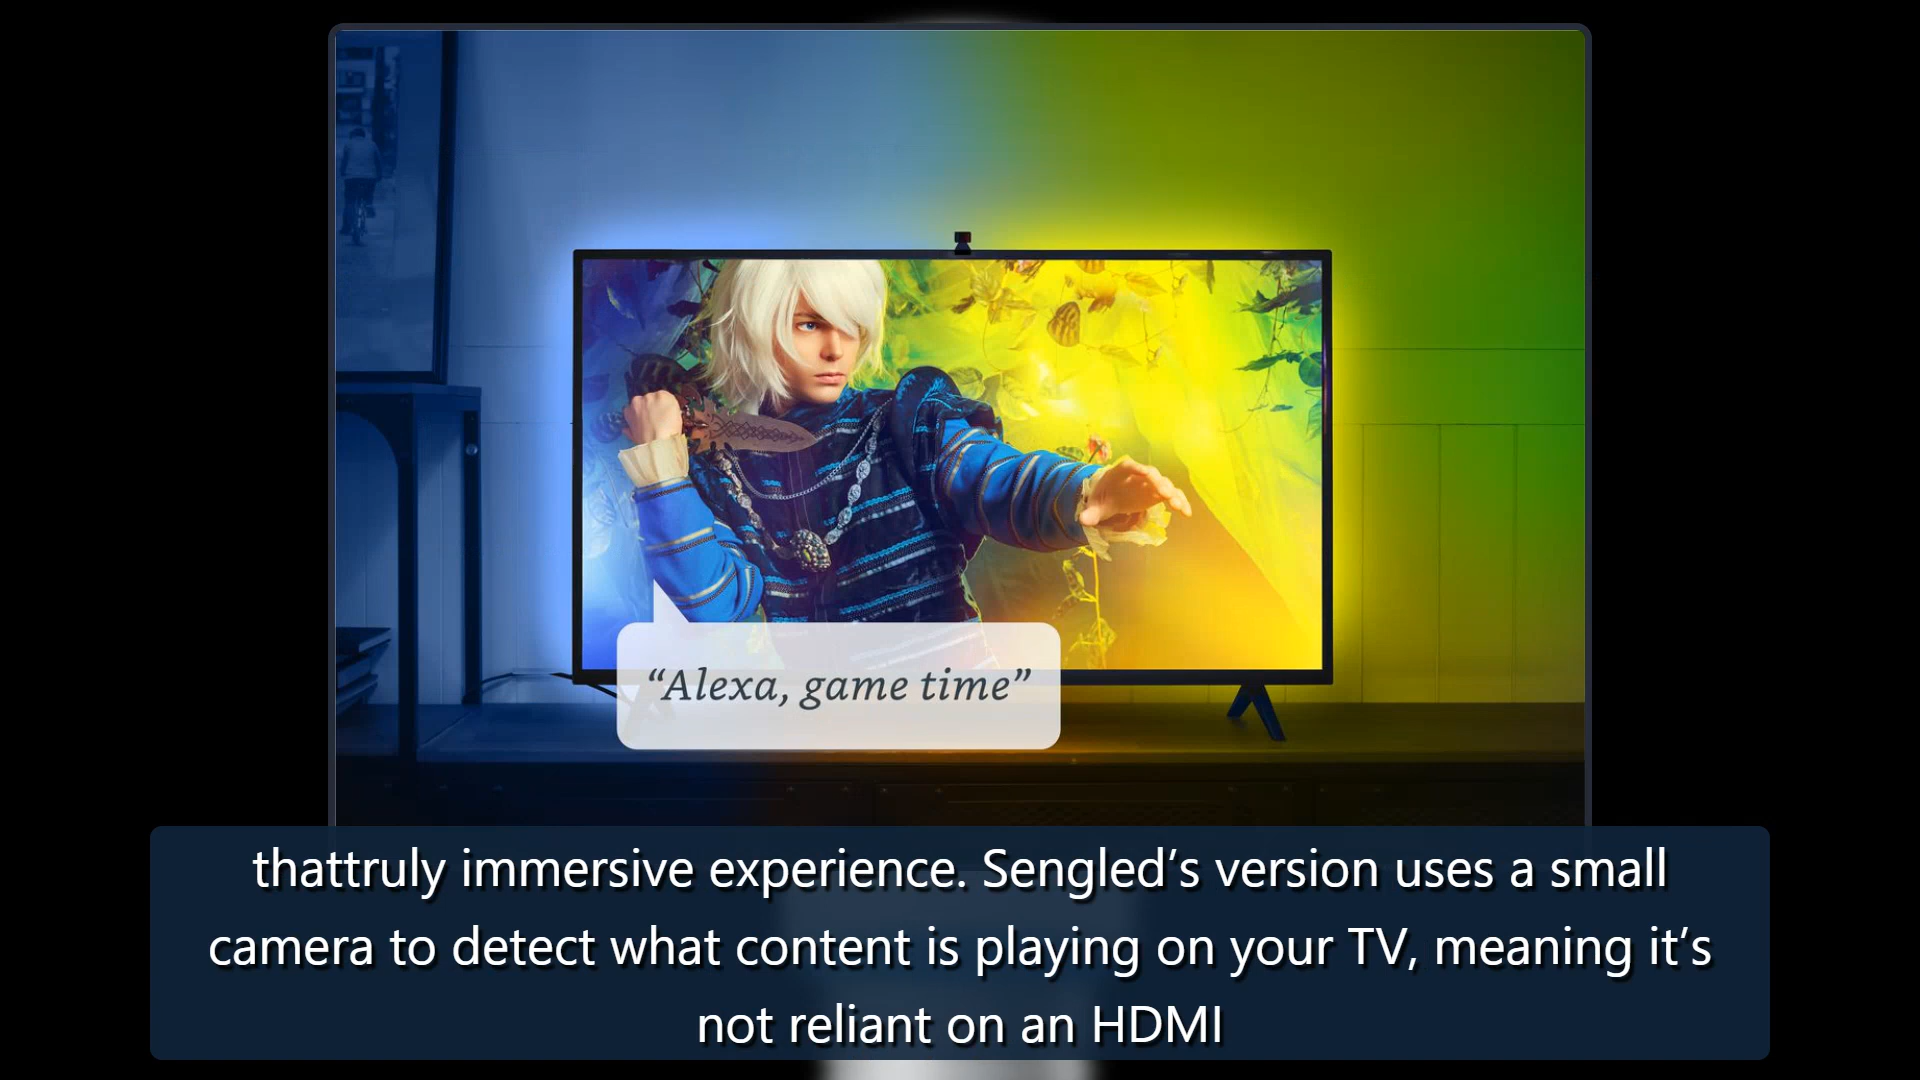 “Alexa, game time”
thattruly immersive experience. Sengled’s version uses a small
camera to detect what content is playing on your TV, meaning it’s
not reliant on an HDMI